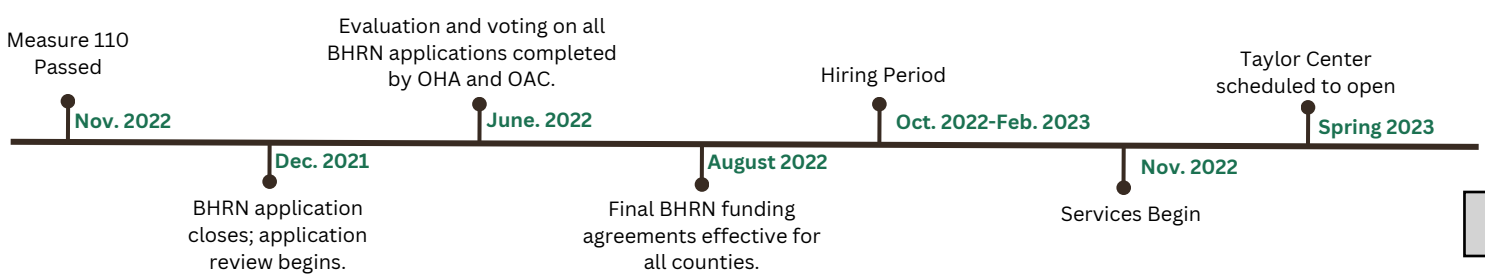 Measure 110
Passed
Nov. 2022
Dec. 2021
BHRN application
closes; application
review begins.
Evaluation and voting on all
BHRN applications completed
by OHA and OAC.
June. 2022
August 2022
Final BHRN funding
agreements effective for
all counties.
Hiring Period
Oct. 2022-Feb. 2023
Nov. 2022
Services Begin
Taylor Center
scheduled to open
Spring 2023